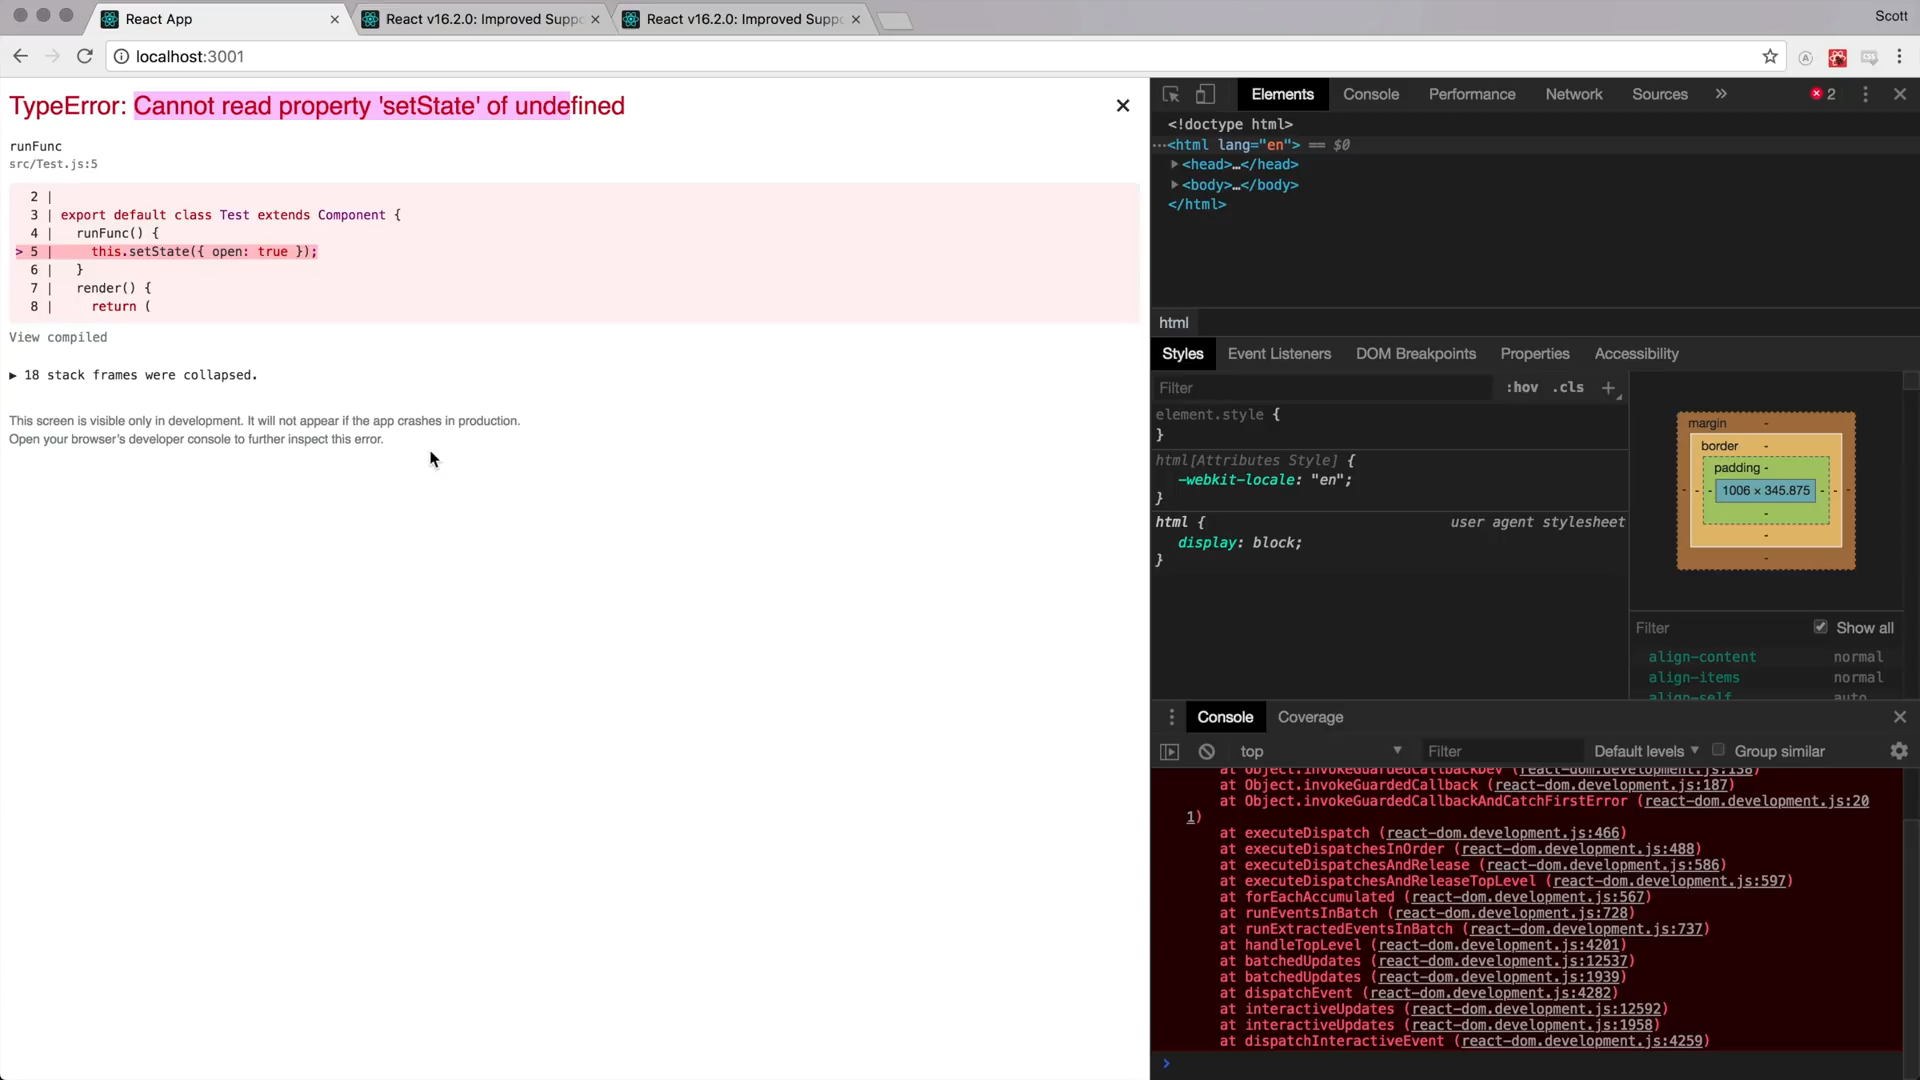 React App
React v16.2.0: Improved Suppo
React v16.2.0: Improved Suppo
Scott
localhost:3001
TypeError: Cannot read property 'setState' of undefined
runFunc
src/Test.js:5
2 |
3 | export default class Test extends Component {
4 |   runFunc() {
> 5 |     this.setState({ open: true });
6 |   }
7 |   render() {
8 |     return (
View compiled
▶ 18 stack frames were collapsed.
This screen is visible only in development. It will not appear if the app crashes in production.
Open your browser's developer console to further inspect this error.
Elements Console Performance Network Sources » 2
<!doctype html>
…<html lang="en"> == $0
▶<head>…</head>
▶<body>…</body>
</html>
html
Styles Event Listeners DOM Breakpoints Properties Accessibility
Filter :hov .cls +
element.style {
}
html[Attributes Style] {
-webkit-locale: "en";
}
html { user agent stylesheet
display: block;
}
margin -
border -
padding -
- - - 1006 × 345.875 - - -
-
-
-
Filter Show all
align-content normal
align-items normal
align-self auto
Console Coverage
top Filter Default levels ▼ Group similar
at Object.invokeGuardedCallbackDev (react-dom.development.js:138)
at Object.invokeGuardedCallback (react-dom.development.js:187)
at Object.invokeGuardedCallbackAndCatchFirstError (react-dom.development.js:20
1)
at executeDispatch (react-dom.development.js:466)
at executeDispatchesInOrder (react-dom.development.js:488)
at executeDispatchesAndRelease (react-dom.development.js:586)
at executeDispatchesAndReleaseTopLevel (react-dom.development.js:597)
at forEachAccumulated (react-dom.development.js:567)
at runEventsInBatch (react-dom.development.js:728)
at runExtractedEventsInBatch (react-dom.development.js:737)
at handleTopLevel (react-dom.development.js:4201)
at batchedUpdates (react-dom.development.js:12537)
at batchedUpdates (react-dom.development.js:1939)
at dispatchEvent (react-dom.development.js:4282)
at interactiveUpdates (react-dom.development.js:12592)
at interactiveUpdates (react-dom.development.js:1958)
at dispatchInteractiveEvent (react-dom.development.js:4259)
>